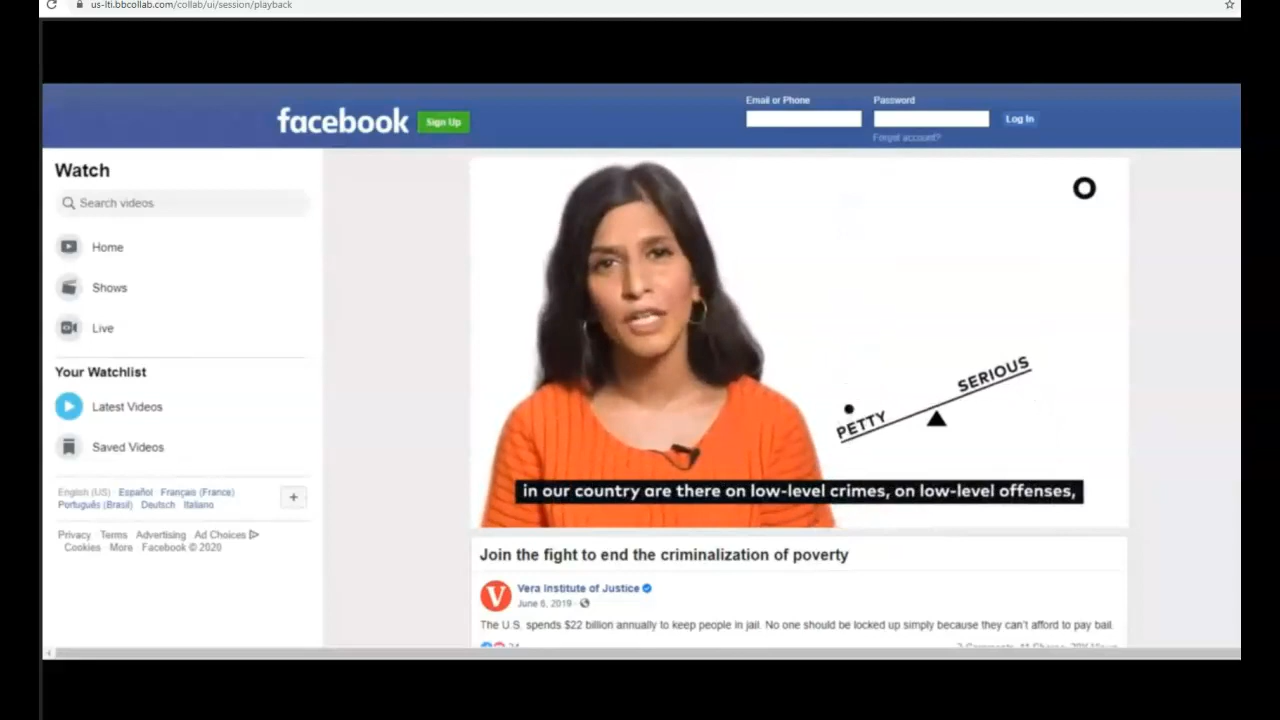 us-lti.bbcollab.com/collab/ui/session/playback
facebook
Sign Up
Email or Phone
Password
Log In
Forgot account?
Watch
Search videos
Home
Shows
Live
Your Watchlist
Latest Videos
Saved Videos
English (US) Español Français (France)
Português (Brasil) Deutsch Italiano
+
Privacy Terms Advertising Ad Choices
Cookies More Facebook © 2020
SERIOUS
PETTY
in our country are there on low-level crimes, on low-level offenses,
Join the fight to end the criminalization of poverty
V
Vera Institute of Justice
June 6, 2019 ·
The U.S. spends $22 billion annually to keep people in jail. No one should be locked up simply because they can't afford to pay bail.